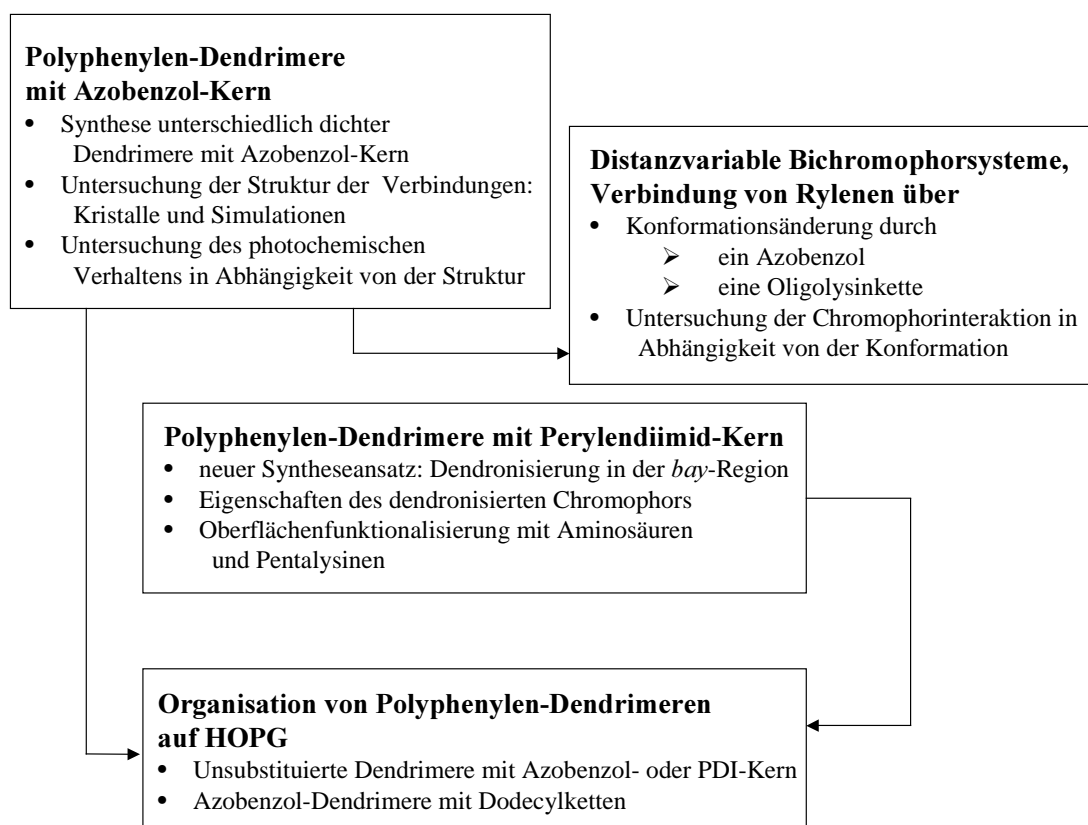 Polyphenylen-Dendrimere
mit Azobenzol-Kern
• Synthese unterschiedlich dichter
Dendrimere mit Azobenzol-Kern
• Untersuchung der Struktur der Verbindungen:
Kristalle und Simulationen
• Untersuchung des photochemischen
Verhaltens in Abhängigkeit von der Struktur
Distanzvariable Bichromophorsysteme,
Verbindung von Rylenen über
• Konformationsänderung durch
➢ ein Azobenzol
➢ eine Oligolysinkette
• Untersuchung der Chromophorinteraktion in
Abhängigkeit von der Konformation
Polyphenylen-Dendrimere mit Perylendiimid-Kern
• neuer Syntheseansatz: Dendronisierung in der bay-Region
• Eigenschaften des dendronisierten Chromophors
• Oberflächenfunktionalisierung mit Aminosäuren
und Pentalysinen
Organisation von Polyphenylen-Dendrimeren
auf HOPG
• Unsubstituierte Dendrimere mit Azobenzol- oder PDI-Kern
• Azobenzol-Dendrimere mit Dodecylketten